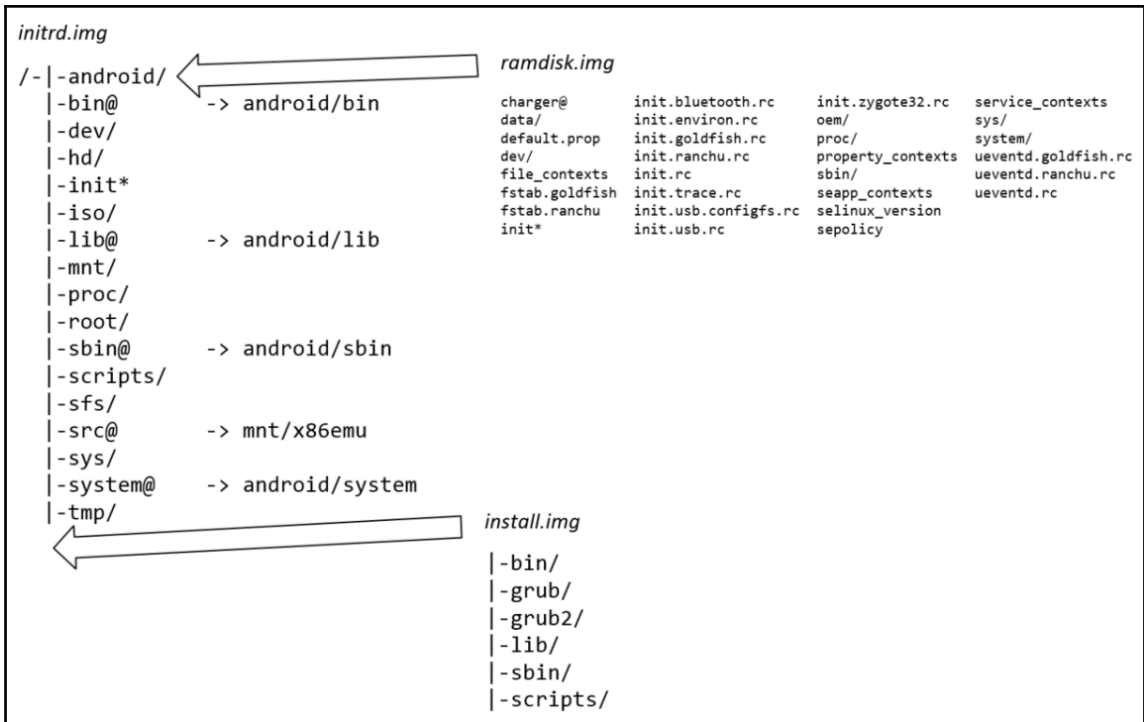 initrd.img
/-|-android/
|-bin@ -> android/bin
|-dev/
|-hd/
|-init*
|-iso/
|-lib@ -> android/lib
|-mnt/
|-proc/
|-root/
|-sbin@ -> android/sbin
|-scripts/
|-sfs/
|-src@ -> mnt/x86emu
|-sys/
|-system@ -> android/system
|-tmp/
ramdisk.img
charger@ init.bluetooth.rc init.zygote32.rc service_contexts
data/ init.environ.rc oem/ sys/
default.prop init.goldfish.rc proc/ system/
dev/ init.ranchu.rc property_contexts ueventd.goldfish.rc
file_contexts init.rc sbin/ ueventd.ranchu.rc
fstab.goldfish init.trace.rc seapp_contexts ueventd.rc
fstab.ranchu init.usb.configfs.rc selinux_version
init* init.usb.rc sepolicy
install.img
|-bin/
|-grub/
|-grub2/
|-lib/
|-sbin/
|-scripts/